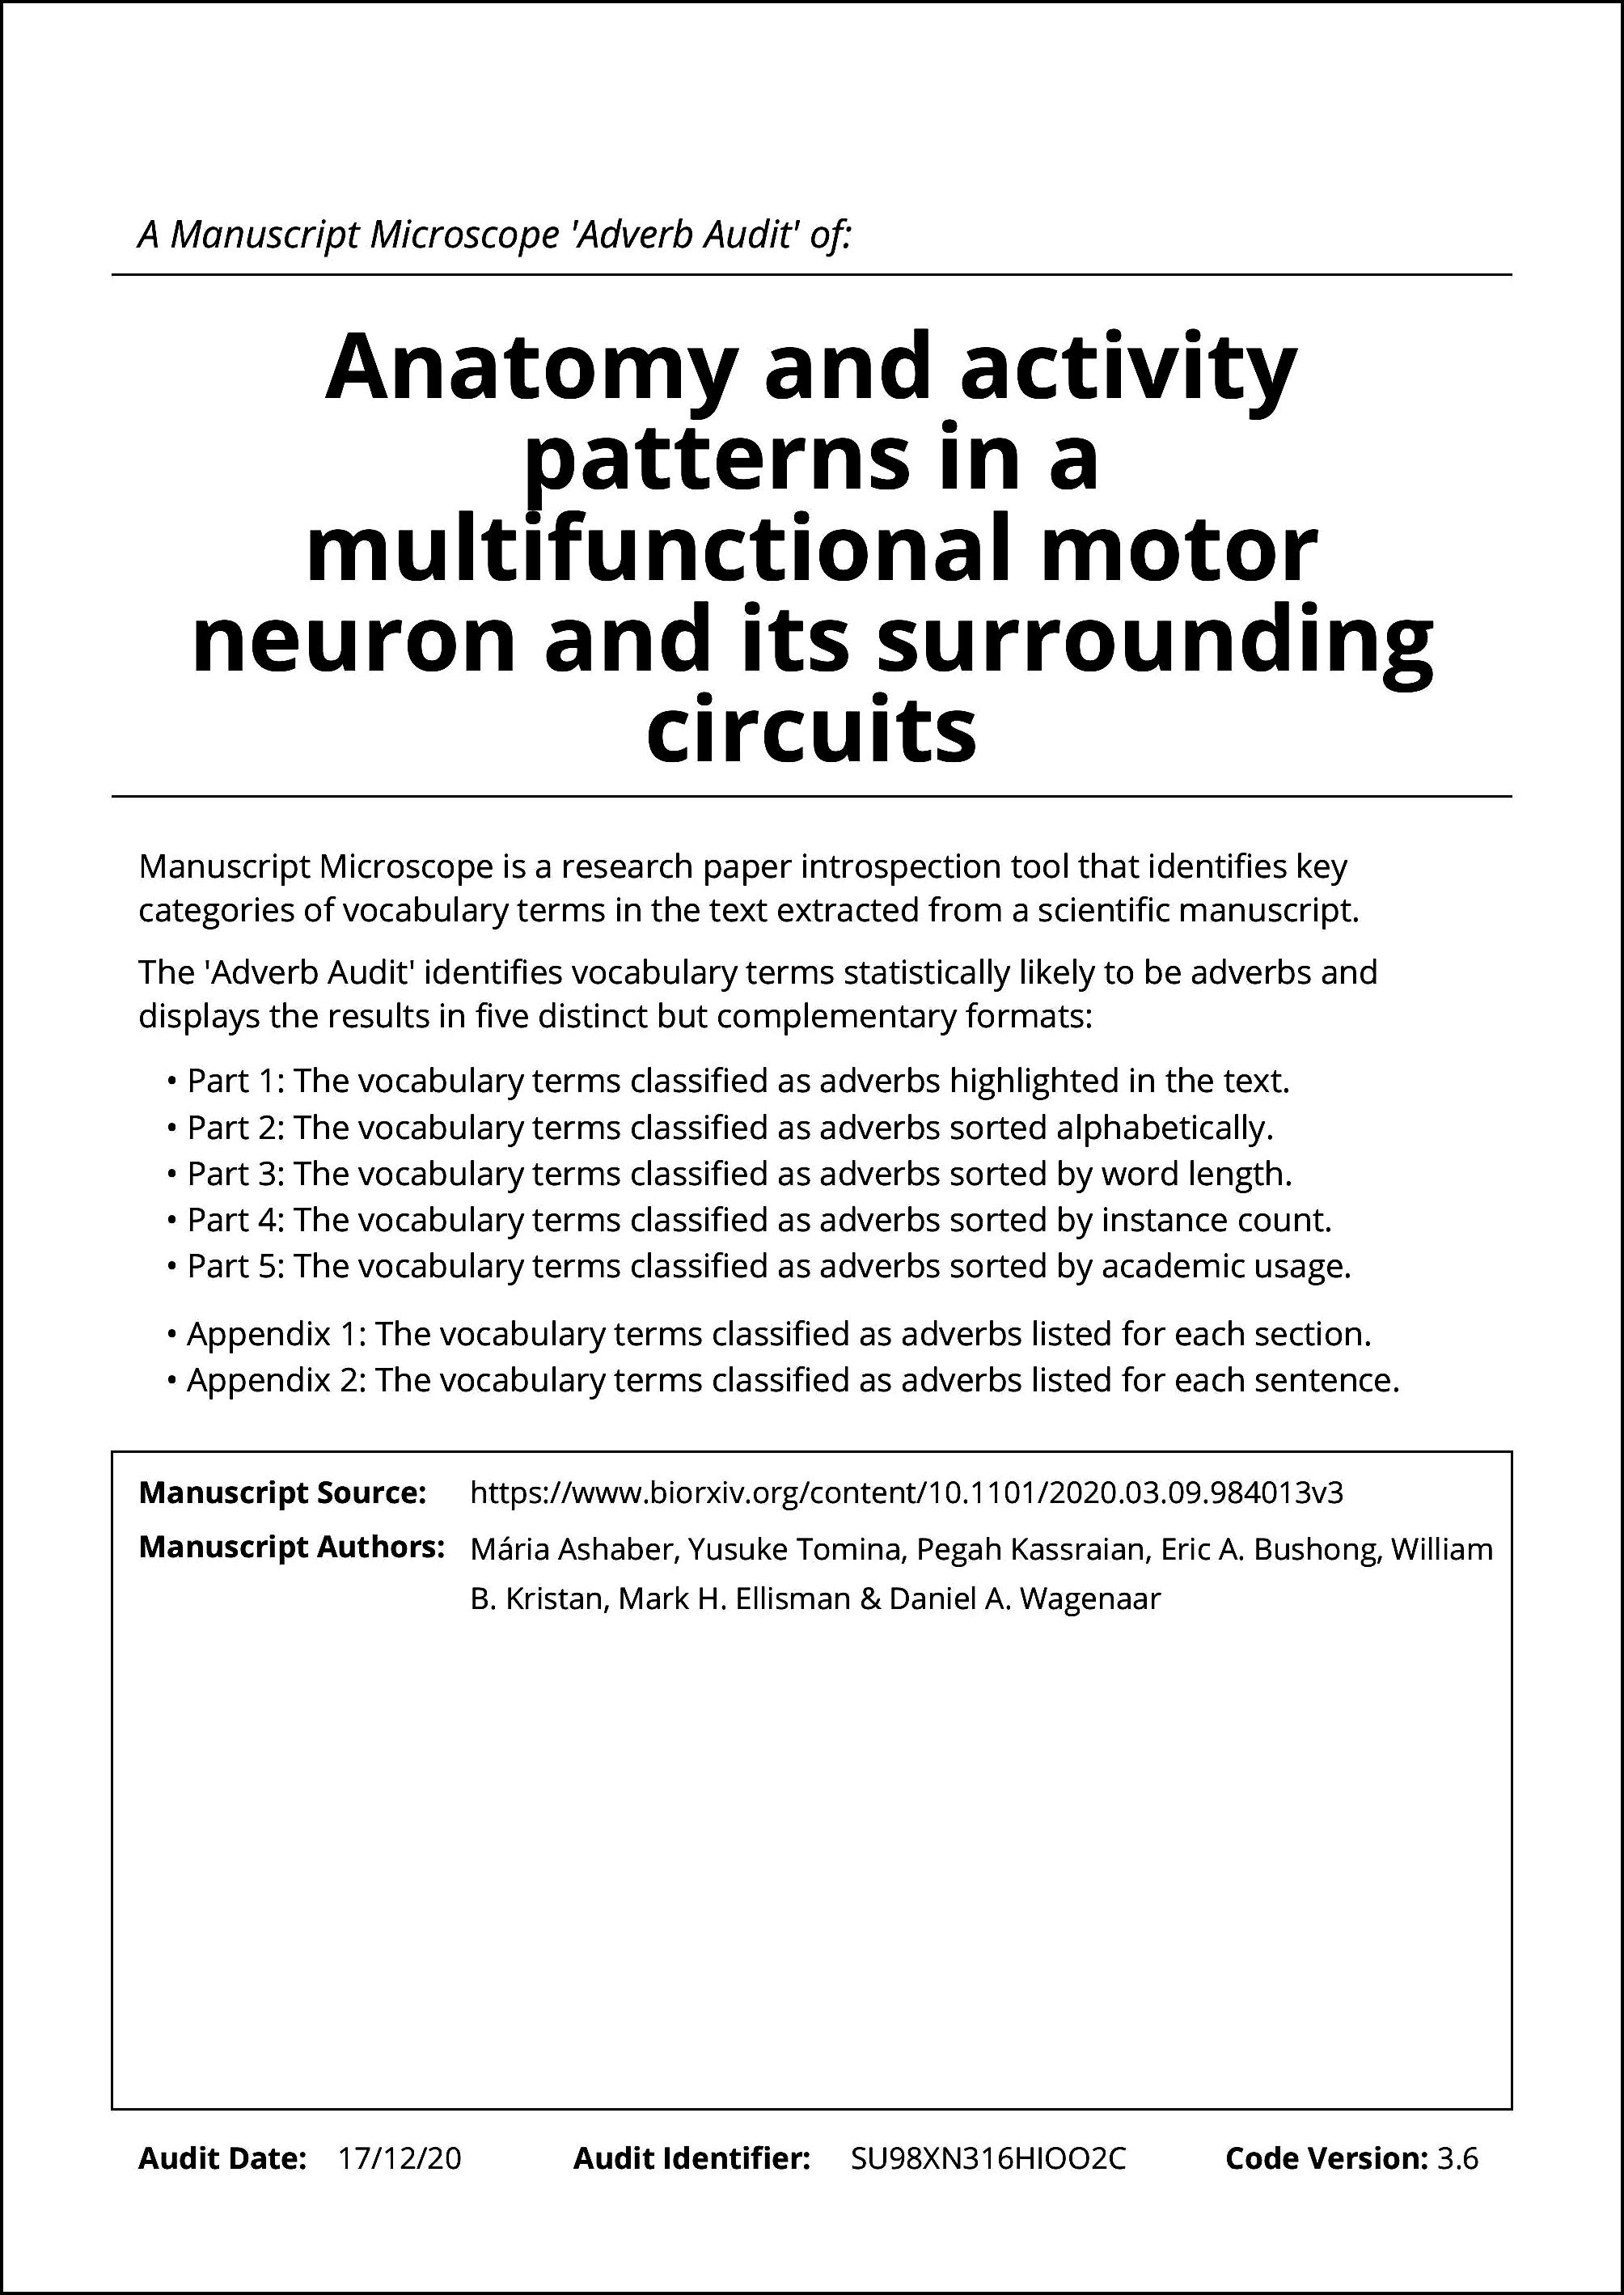 A Manuscript Microscope 'Adverb Audit' of:
Anatomy and activity
patterns in a
multifunctional motor
neuron and its surrounding
circuits
Manuscript Microscope is a research paper introspection tool that identifies key
categories of vocabulary terms in the text extracted from a scientific manuscript.
The 'Adverb Audit' identifies vocabulary terms statistically likely to be adverbs and
displays the results in five distinct but complementary formats:
• Part 1: The vocabulary terms classified as adverbs highlighted in the text.
• Part 2: The vocabulary terms classified as adverbs sorted alphabetically.
• Part 3: The vocabulary terms classified as adverbs sorted by word length.
• Part 4: The vocabulary terms classified as adverbs sorted by instance count.
• Part 5: The vocabulary terms classified as adverbs sorted by academic usage.
• Appendix 1: The vocabulary terms classified as adverbs listed for each section.
• Appendix 2: The vocabulary terms classified as adverbs listed for each sentence.
Manuscript Source: https://www.biorxiv.org/content/10.1101/2020.03.09.984013v3
Manuscript Authors: Mária Ashaber, Yusuke Tomina, Pegah Kassraian, Eric A. Bushong, William
B. Kristan, Mark H. Ellisman & Daniel A. Wagenaar
Audit Date: 17/12/20 Audit Identifier: SU98XN316HIOO2C Code Version: 3.6